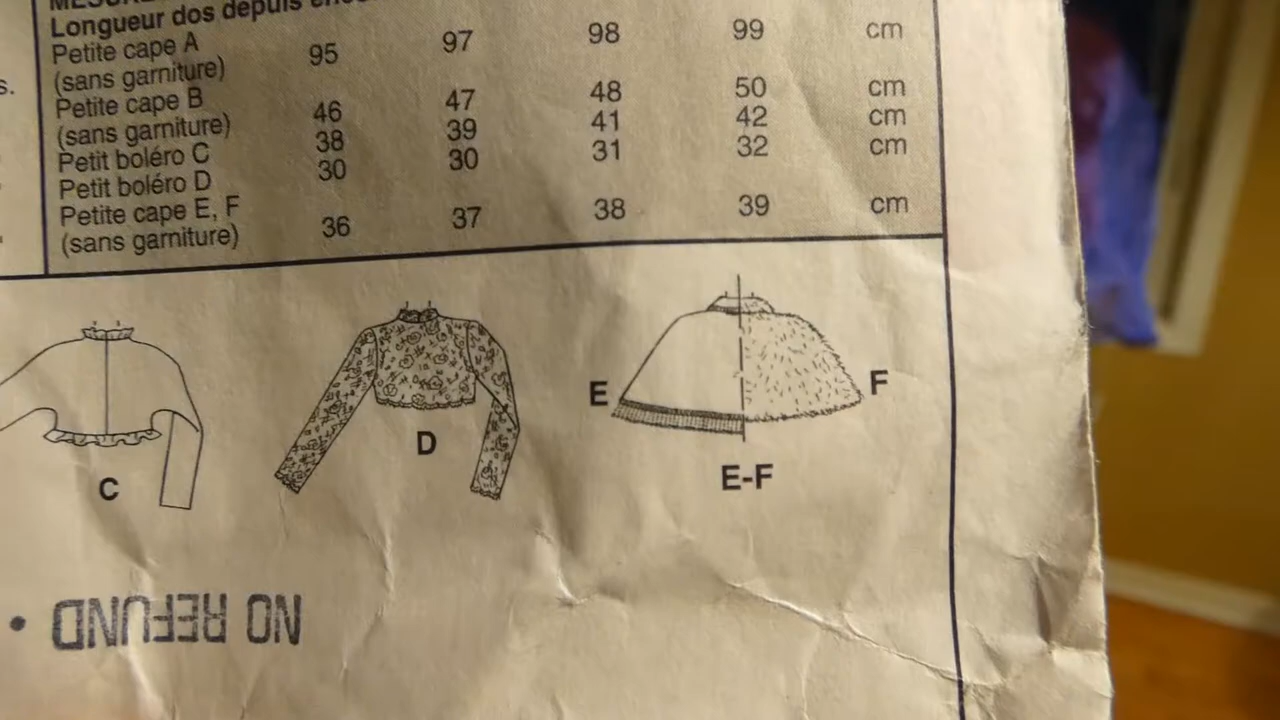 Longueur dos depuis
Petite cape A
(sans garniture) 95 97 98 99 cm
Petite cape B
(sans garniture) 46 47 48 50 cm
Petit boléro C 38 39 41 42 cm
Petit boléro D 30 30 31 32 cm
Petite cape E, F
(sans garniture) 36 37 38 39 cm
s.
C
D
E
F
E-F
NO REFUND •